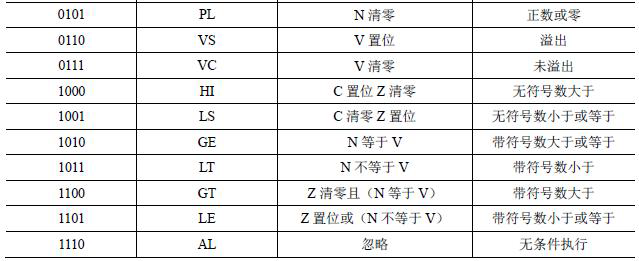 0101 PL N 清零 正数或零
0110 VS V 置位 溢出
0111 VC V 清零 未溢出
1000 HI C 置位 Z 清零 无符号数大于
1001 LS C 清零 Z 置位 无符号数小于或等于
1010 GE N 等于 V 带符号数大于或等于
1011 LT N 不等于 V 带符号数小于
1100 GT Z 清零且（N 等于 V） 带符号数大于
1101 LE Z 置位或（N 不等于 V） 带符号数小于或等于
1110 AL 忽略 无条件执行